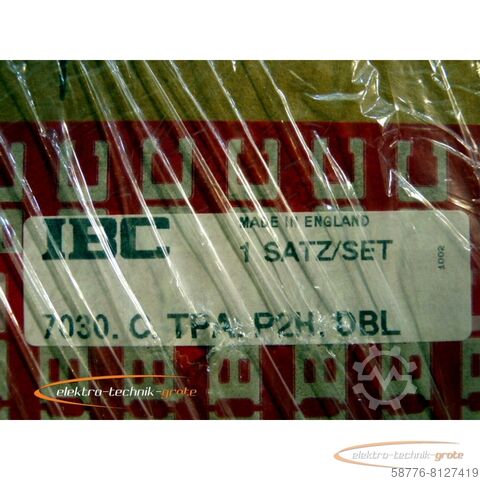 IBC
MADE IN ENGLAND
1 SATZ/SET
1002
7030. C. TPA. P2H. DBL
elektro-technik-grote
elektro-technik-grote
58776-8127419